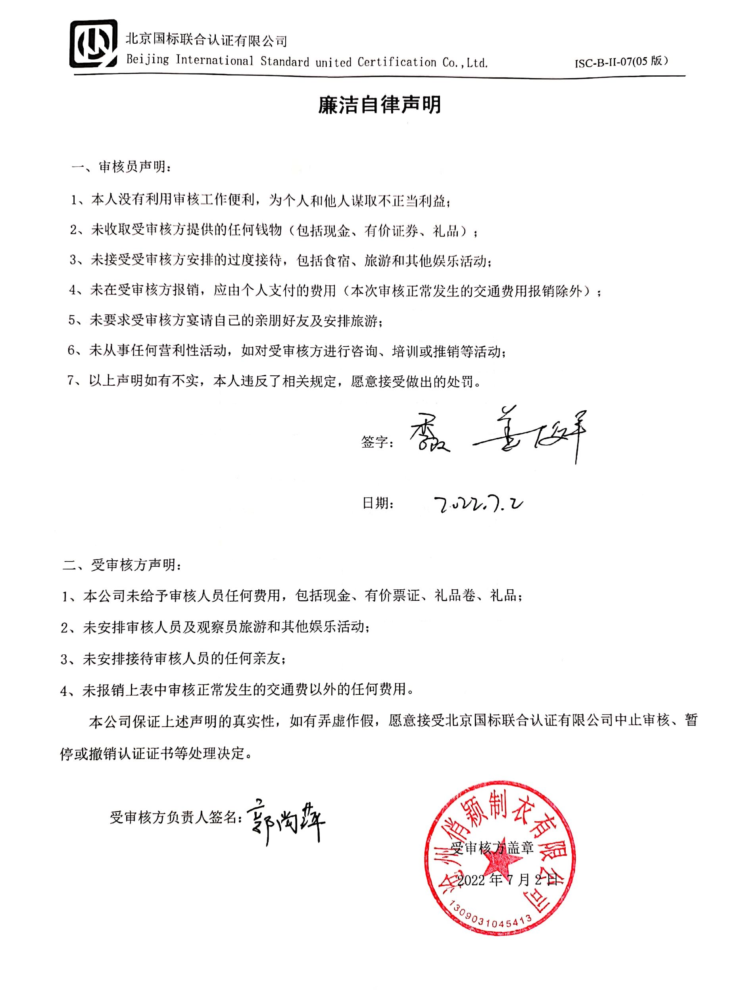 北京国标联合认证有限公司
Beijing International Standard united Certification Co.,Ltd.
ISC-B-II-07(05 版)
廉洁自律声明
一、审核员声明：
1、本人没有利用审核工作便利，为个人和他人谋取不正当利益；
2、未收取受审核方提供的任何钱物（包括现金、有价证券、礼品）；
3、未接受受审核方安排的过度接待，包括食宿、旅游和其他娱乐活动；
4、未在受审核方报销，应由个人支付的费用（本次审核正常发生的交通费用报销除外）；
5、未要求受审核方宴请自己的亲朋好友及安排旅游；
6、未从事任何营利性活动，如对受审核方进行咨询、培训或推销等活动；
7、以上声明如有不实，本人违反了相关规定，愿意接受做出的处罚。
签字：
日期： 2022.7.2
二、受审核方声明：
1、本公司未给予审核人员任何费用，包括现金、有价票证、礼品卷、礼品；
2、未安排审核人员及观察员旅游和其他娱乐活动；
3、未安排接待审核人员的任何亲友；
4、未报销上表中审核正常发生的交通费以外的任何费用。
本公司保证上述声明的真实性，如有弄虚作假，愿意接受北京国标联合认证有限公司中止审核、暂
停或撤销认证证书等处理决定。
受审核方负责人签名：郭尚萍
沧州俏颖制衣有限公司
受审核方盖章
2022 年 7 月 2 日
1309031045413